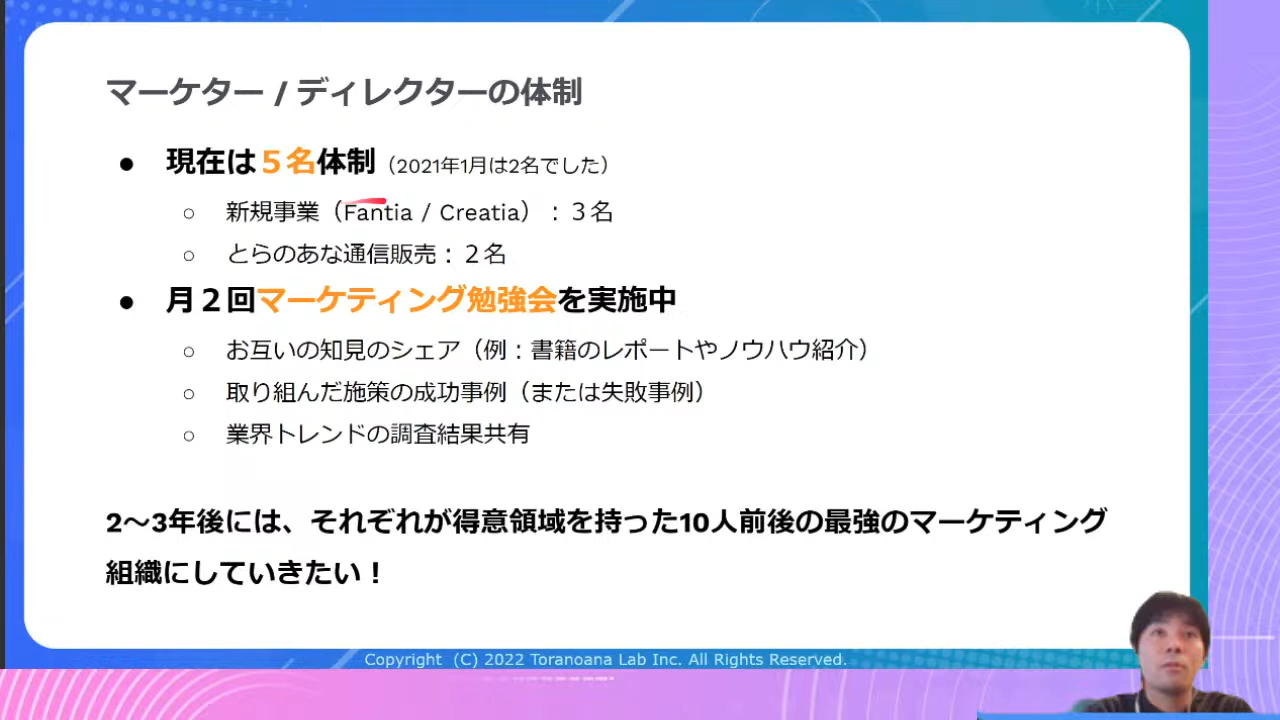 マーケター / ディレクターの体制
● 現在は５名体制（2021年1月は2名でした）
○ 新規事業（Fantia / Creatia）：３名
○ とらのあな通信販売：２名
● 月２回マーケティング勉強会を実施中
○ お互いの知見のシェア（例：書籍のレポートやノウハウ紹介）
○ 取り組んだ施策の成功事例（または失敗事例）
○ 業界トレンドの調査結果共有
2〜3年後には、それぞれが得意領域を持った10人前後の最強のマーケティング
組織にしていきたい！
Copyright (C) 2022 Toranoana Lab Inc. All Rights Reserved.